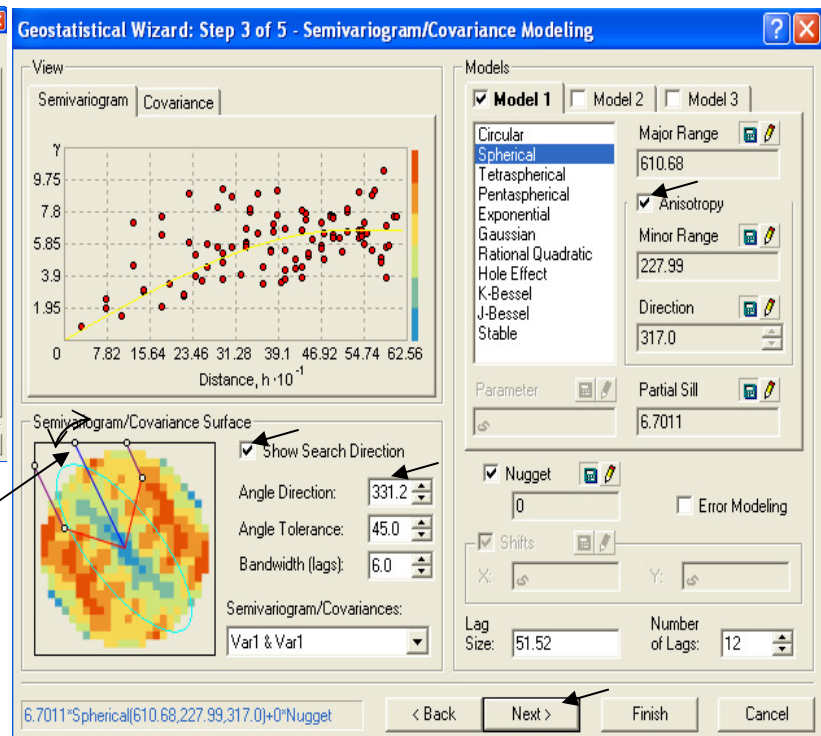 Geostatistical Wizard: Step 3 of 5 - Semivariogram/Covariance Modeling
View
Semivariogram
Covariance
γ
9.75
7.8
5.85
3.9
1.95
0 7.82 15.64 23.46 31.28 39.1 46.92 54.74 62.56
Distance, h·10⁻¹
Semivariogram/Covariance Surface
Show Search Direction
Angle Direction: 331.2
Angle Tolerance: 45.0
Bandwidth (lags): 6.0
Semivariogram/Covariances:
Var1 & Var1
Models
Model 1
Model 2
Model 3
Circular
Spherical
Tetraspherical
Pentaspherical
Exponential
Gaussian
Rational Quadratic
Hole Effect
K-Bessel
J-Bessel
Stable
Major Range
610.68
Anisotropy
Minor Range
227.99
Direction
317.0
Parameter
Partial Sill
6.7011
Nugget
0
Error Modeling
Shifts
X:
Y:
Lag Size: 51.52
Number of Lags: 12
6.7011*Spherical(610.68,227.99,317.0)+0*Nugget
< Back
Next >
Finish
Cancel